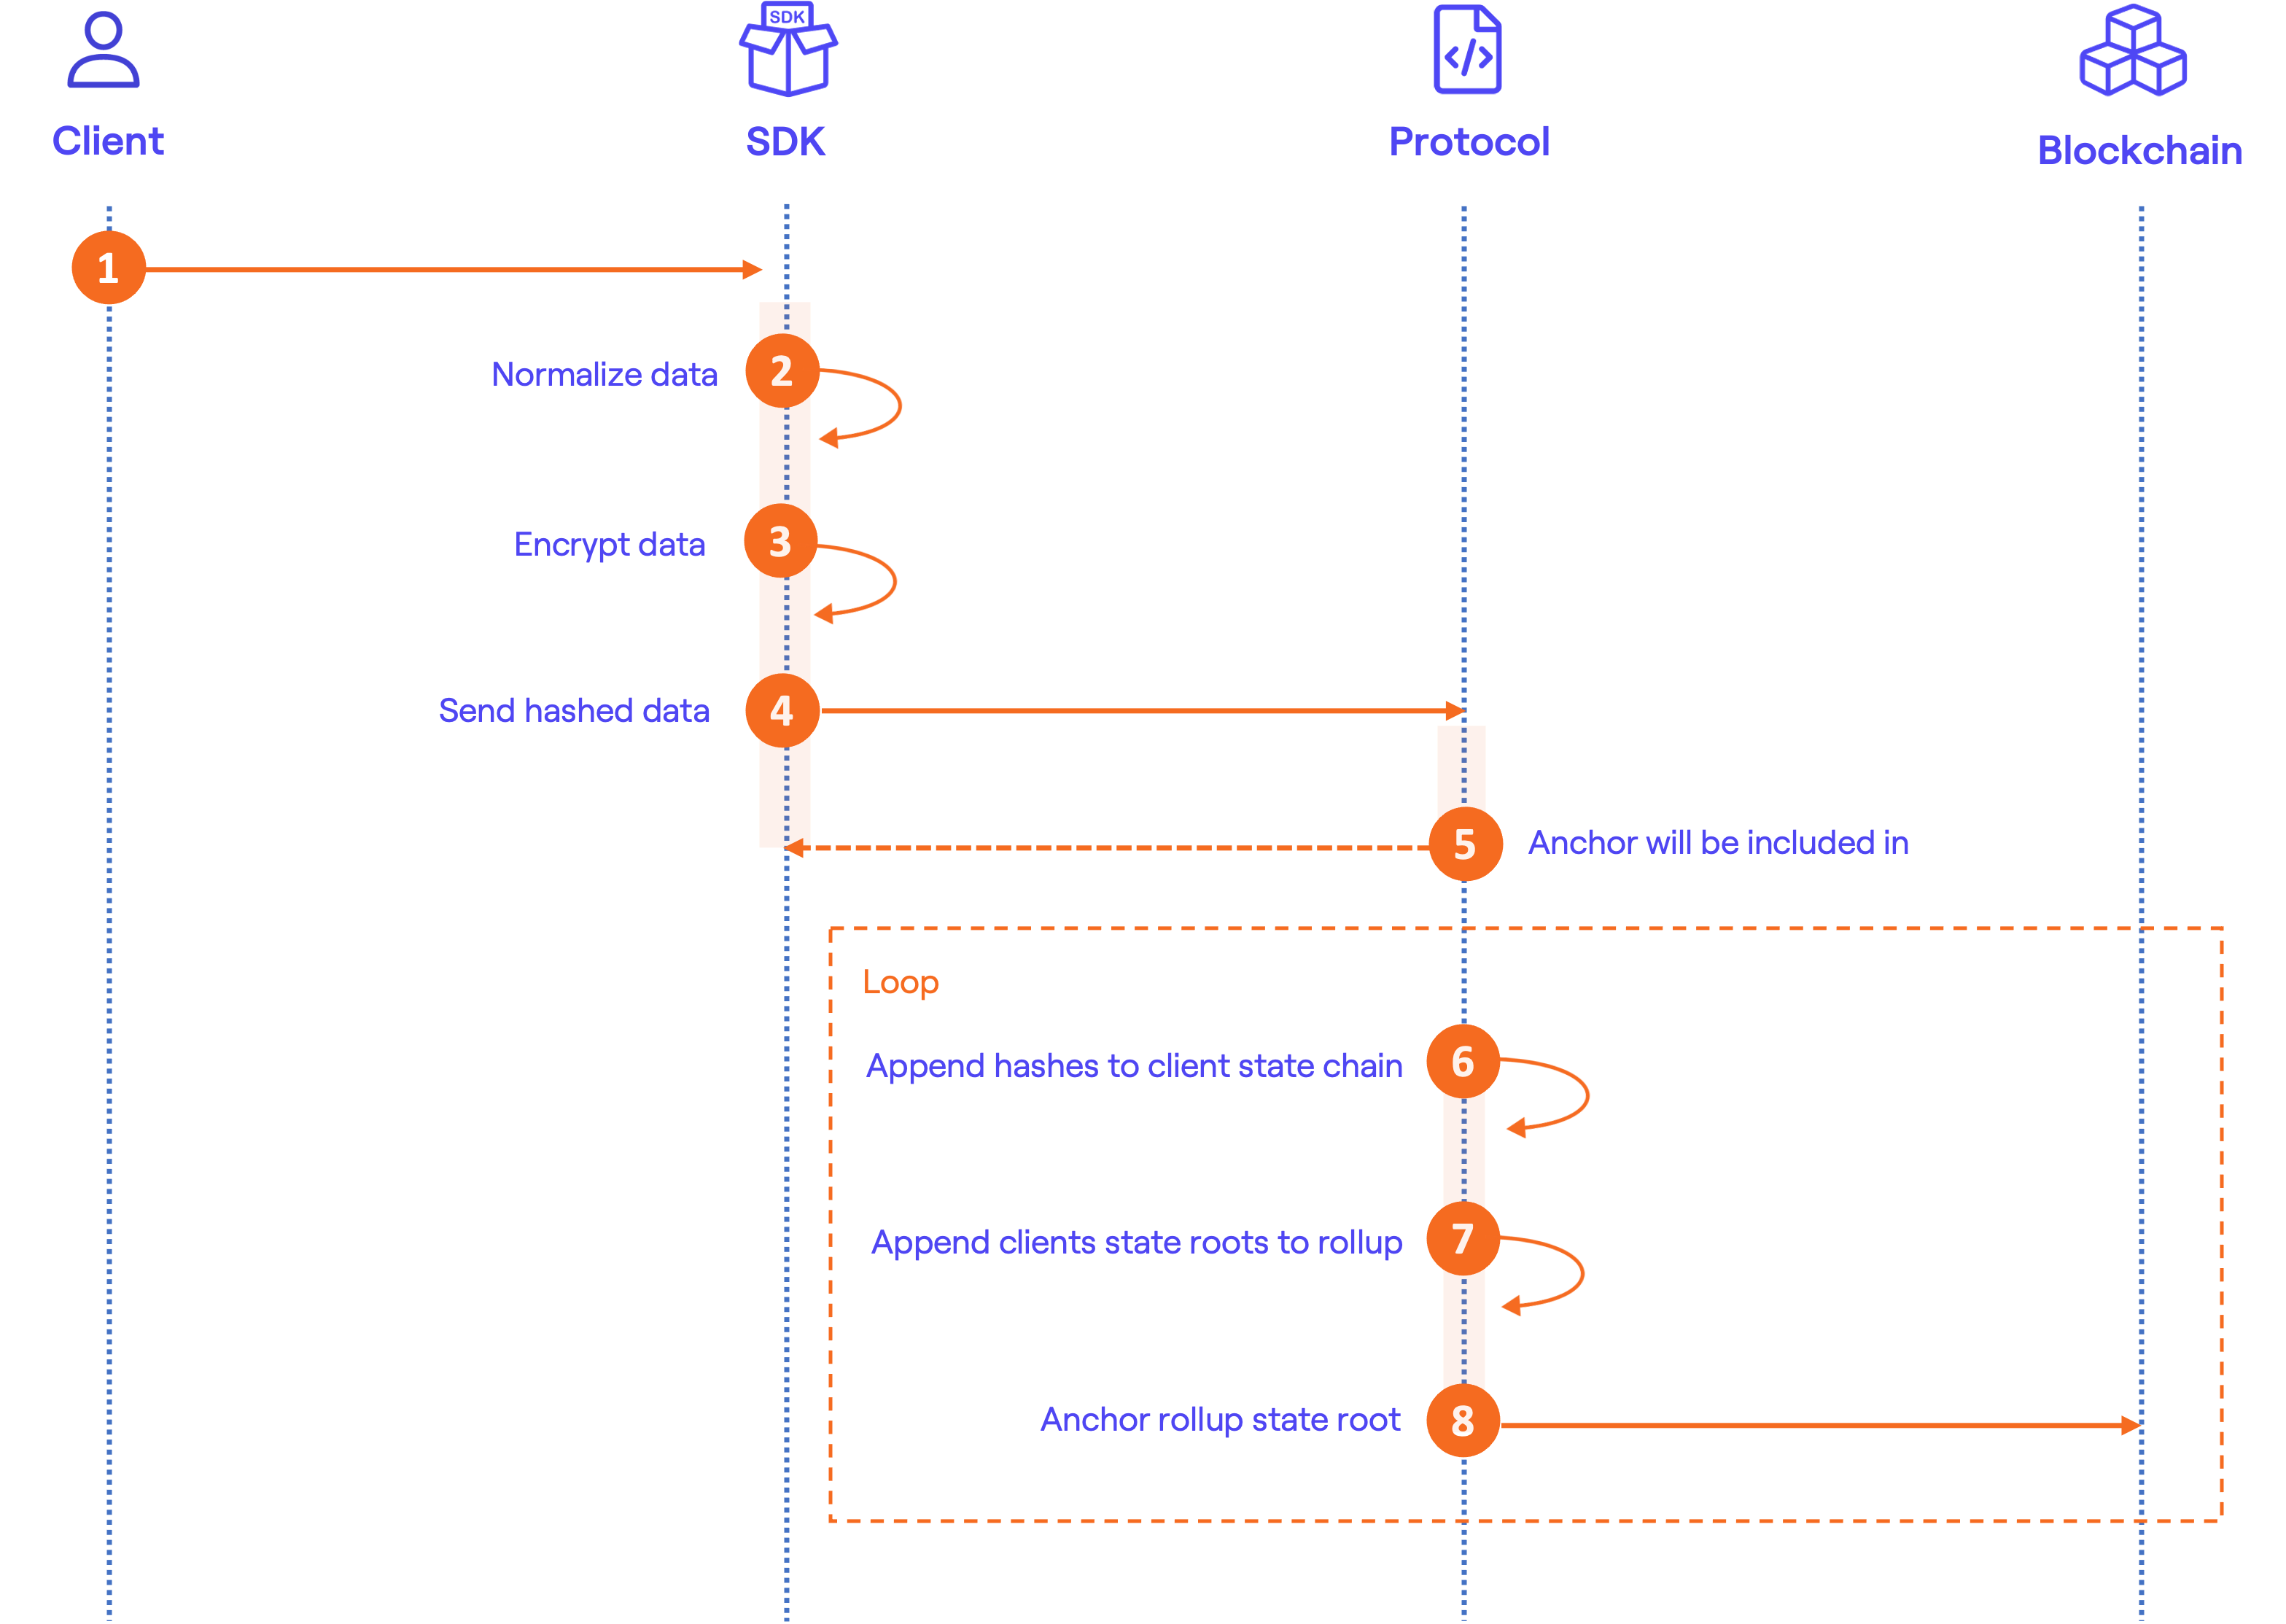 SDK
Client
SDK
Protocol
Blockchain
1
Normalize data
2
Encrypt data
3
Send hashed data
4
5
Anchor will be included in
Loop
Append hashes to client state chain
6
Append clients state roots to rollup
7
Anchor rollup state root
8